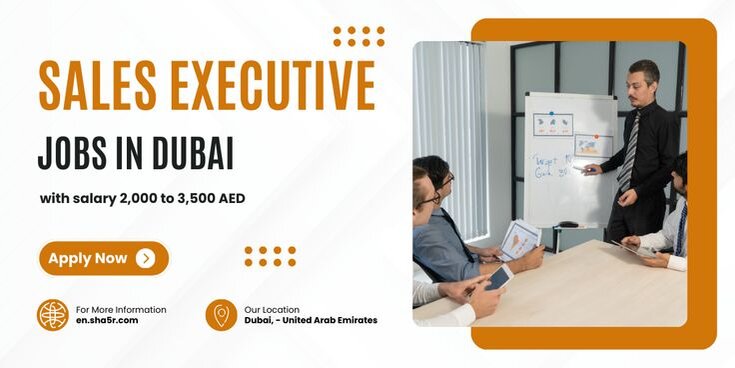 SALES EXECUTIVE
JOBS IN DUBAI
with salary 2,000 to 3,500 AED
Apply Now
For More Information
en.sha5r.com
Our Location
Dubai, - United Arab Emirates
Target